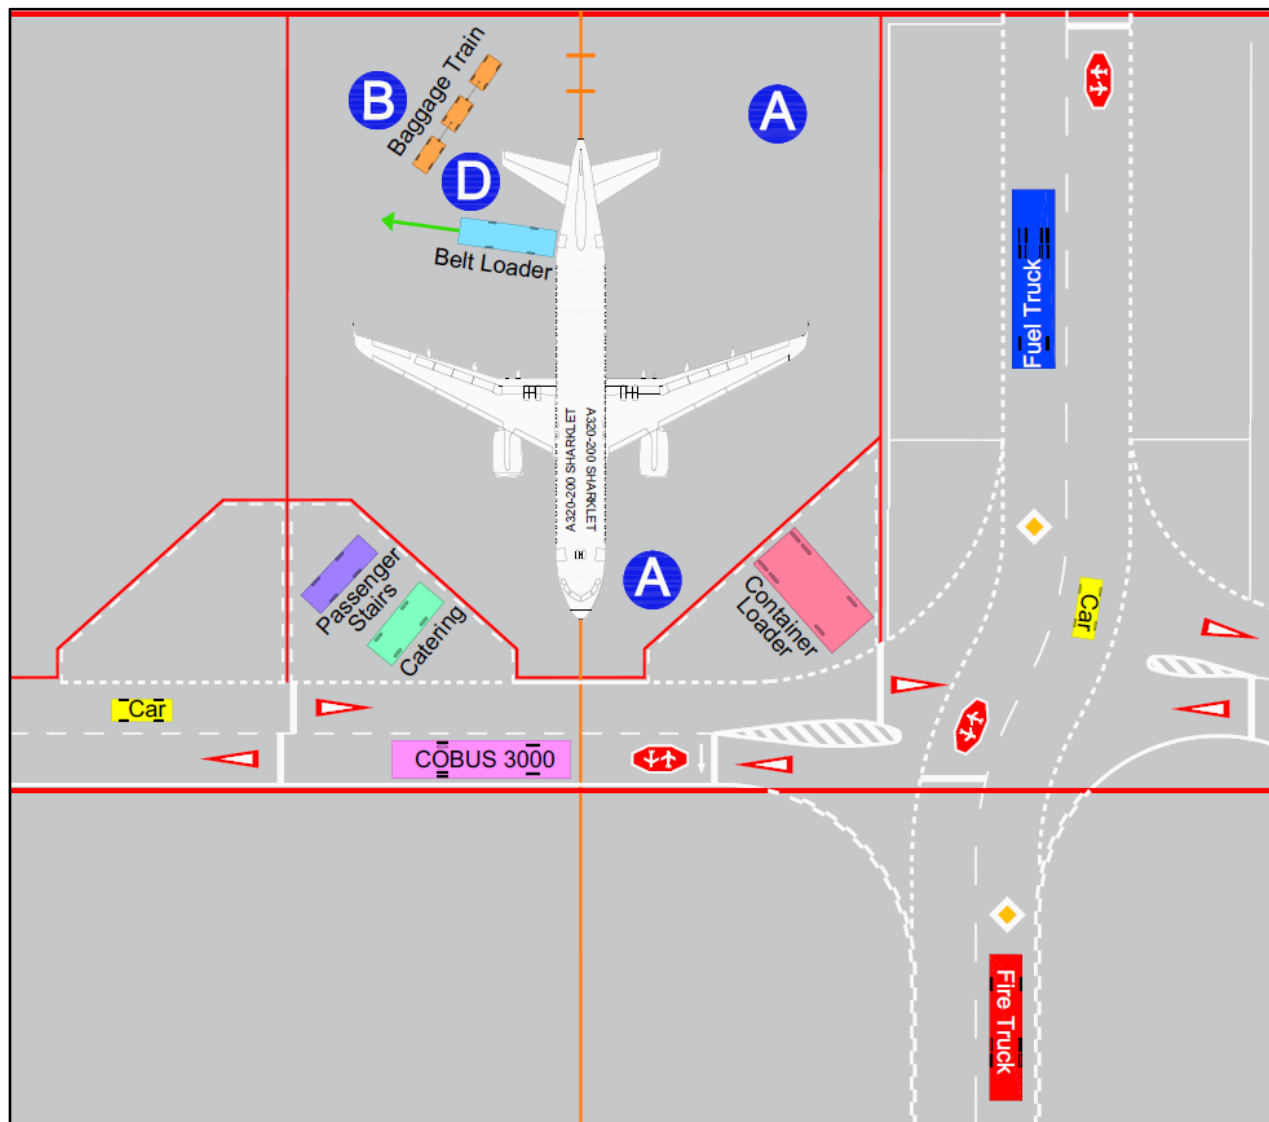 B
Baggage Train
A
D
Belt Loader
Fuel Truck
A320-200 SHARKLET
A320-200 SHARKLET
Passenger
Stairs
Catering
A
Container
Loader
Car
Car
COBUS 3000
Fire Truck